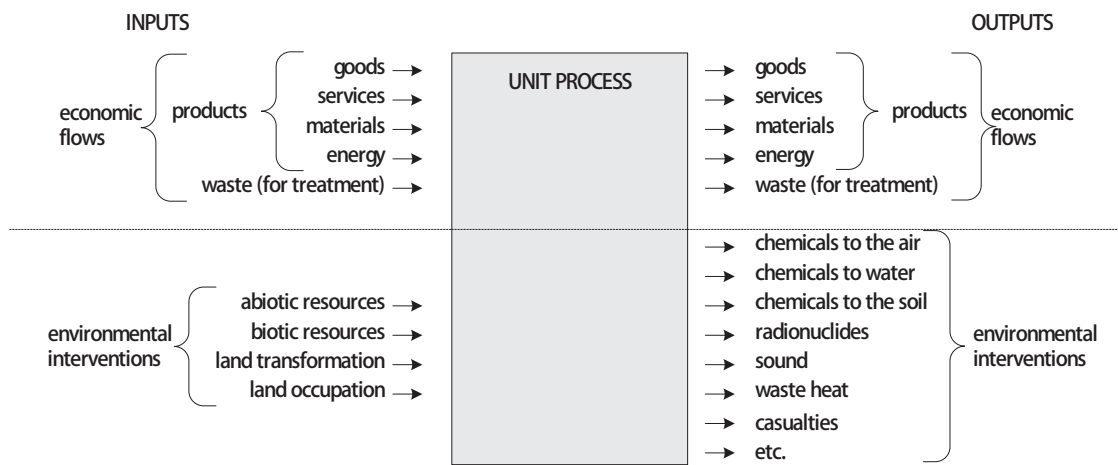 INPUTS
OUTPUTS
UNIT PROCESS
economic
flows
products
goods
services
materials
energy
waste (for treatment)
goods
services
materials
energy
waste (for treatment)
products
economic
flows
environmental
interventions
abiotic resources
biotic resources
land transformation
land occupation
chemicals to the air
chemicals to water
chemicals to the soil
radionuclides
sound
waste heat
casualties
etc.
environmental
interventions